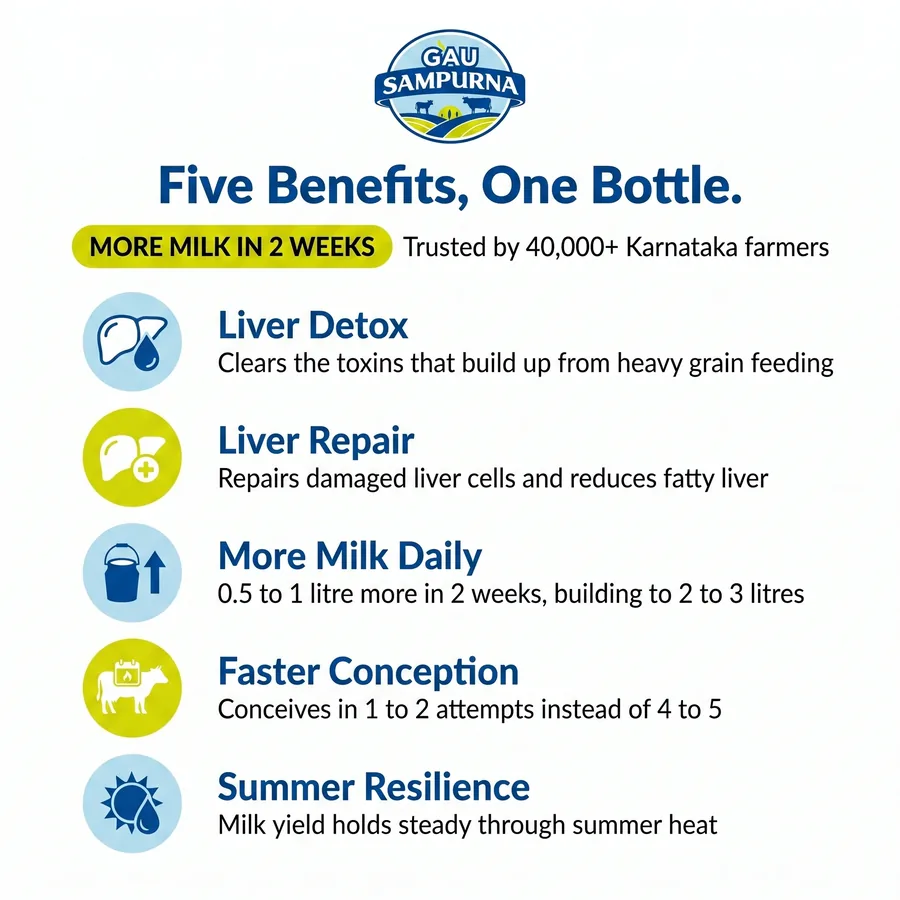 GAU
SAMPURNA
Five Benefits, One Bottle.
MORE MILK IN 2 WEEKS Trusted by 40,000+ Karnataka farmers
Liver Detox
Clears the toxins that build up from heavy grain feeding
Liver Repair
Repairs damaged liver cells and reduces fatty liver
More Milk Daily
0.5 to 1 litre more in 2 weeks, building to 2 to 3 litres
Faster Conception
Conceives in 1 to 2 attempts instead of 4 to 5
Summer Resilience
Milk yield holds steady through summer heat